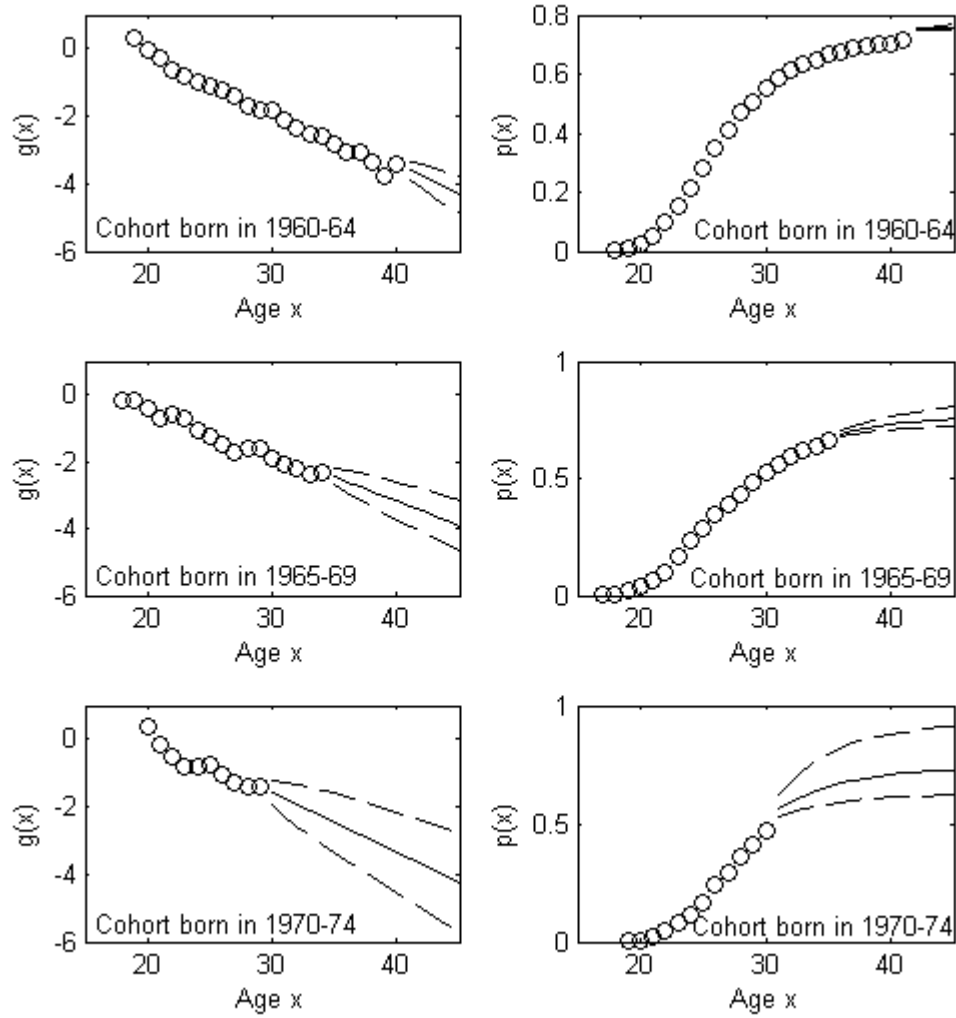 0
-2
-4
-6
g(x)
Cohort born in 1960-64
20 30 40
Age x
0.8
0.6
0.4
0.2
0
p(x)
Cohort born in 1960-64
20 30 40
Age x
0
-2
-4
-6
g(x)
Cohort born in 1965-69
20 30 40
Age x
1
0.5
0
p(x)
Cohort born in 1965-69
20 30 40
Age x
0
-2
-4
-6
g(x)
Cohort born in 1970-74
20 30 40
Age x
1
0.5
0
p(x)
Cohort born in 1970-74
20 30 40
Age x